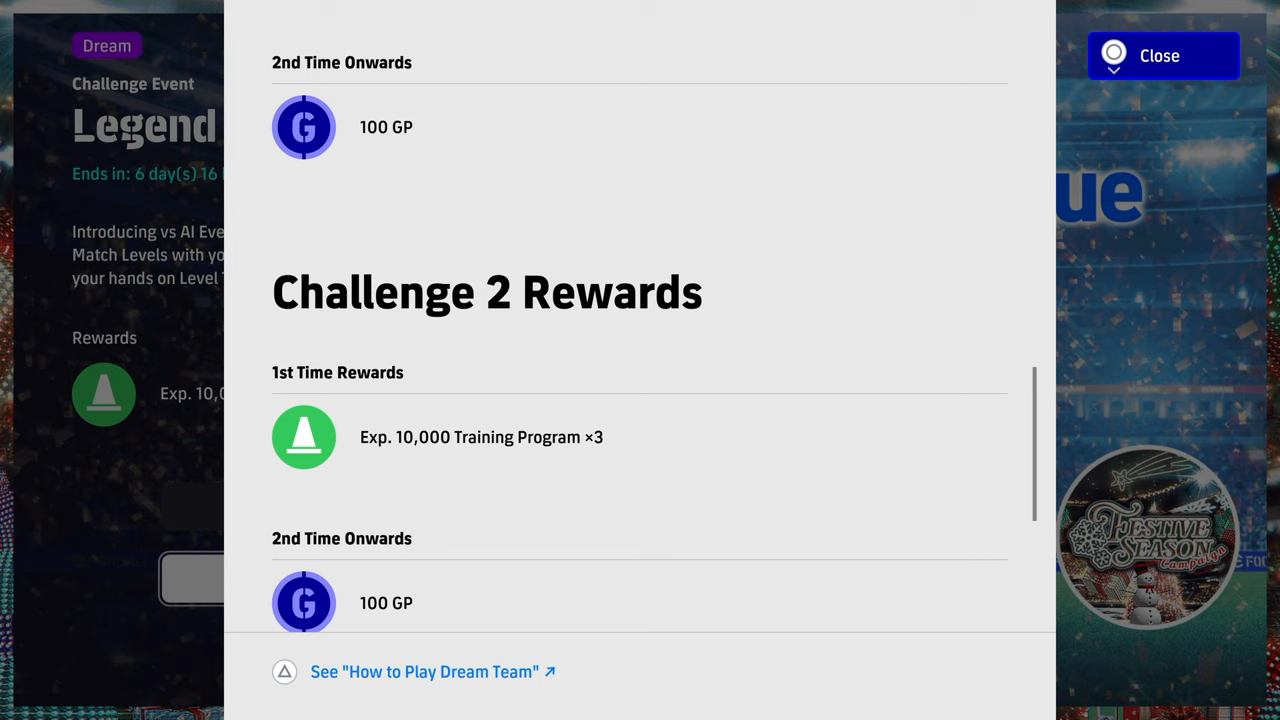 Dream
Challenge Event
Legend
Ends in: 6 day(s) 16
Introducing vs AI Eve
Match Levels with yo
your hands on Level
Rewards
Exp. 10,0
2nd Time Onwards
G
100 GP
Challenge 2 Rewards
1st Time Rewards
Exp. 10,000 Training Program ×3
2nd Time Onwards
G
100 GP
See "How to Play Dream Team" ↗
Close
ue
FESTIVE
SEASON
Campaign